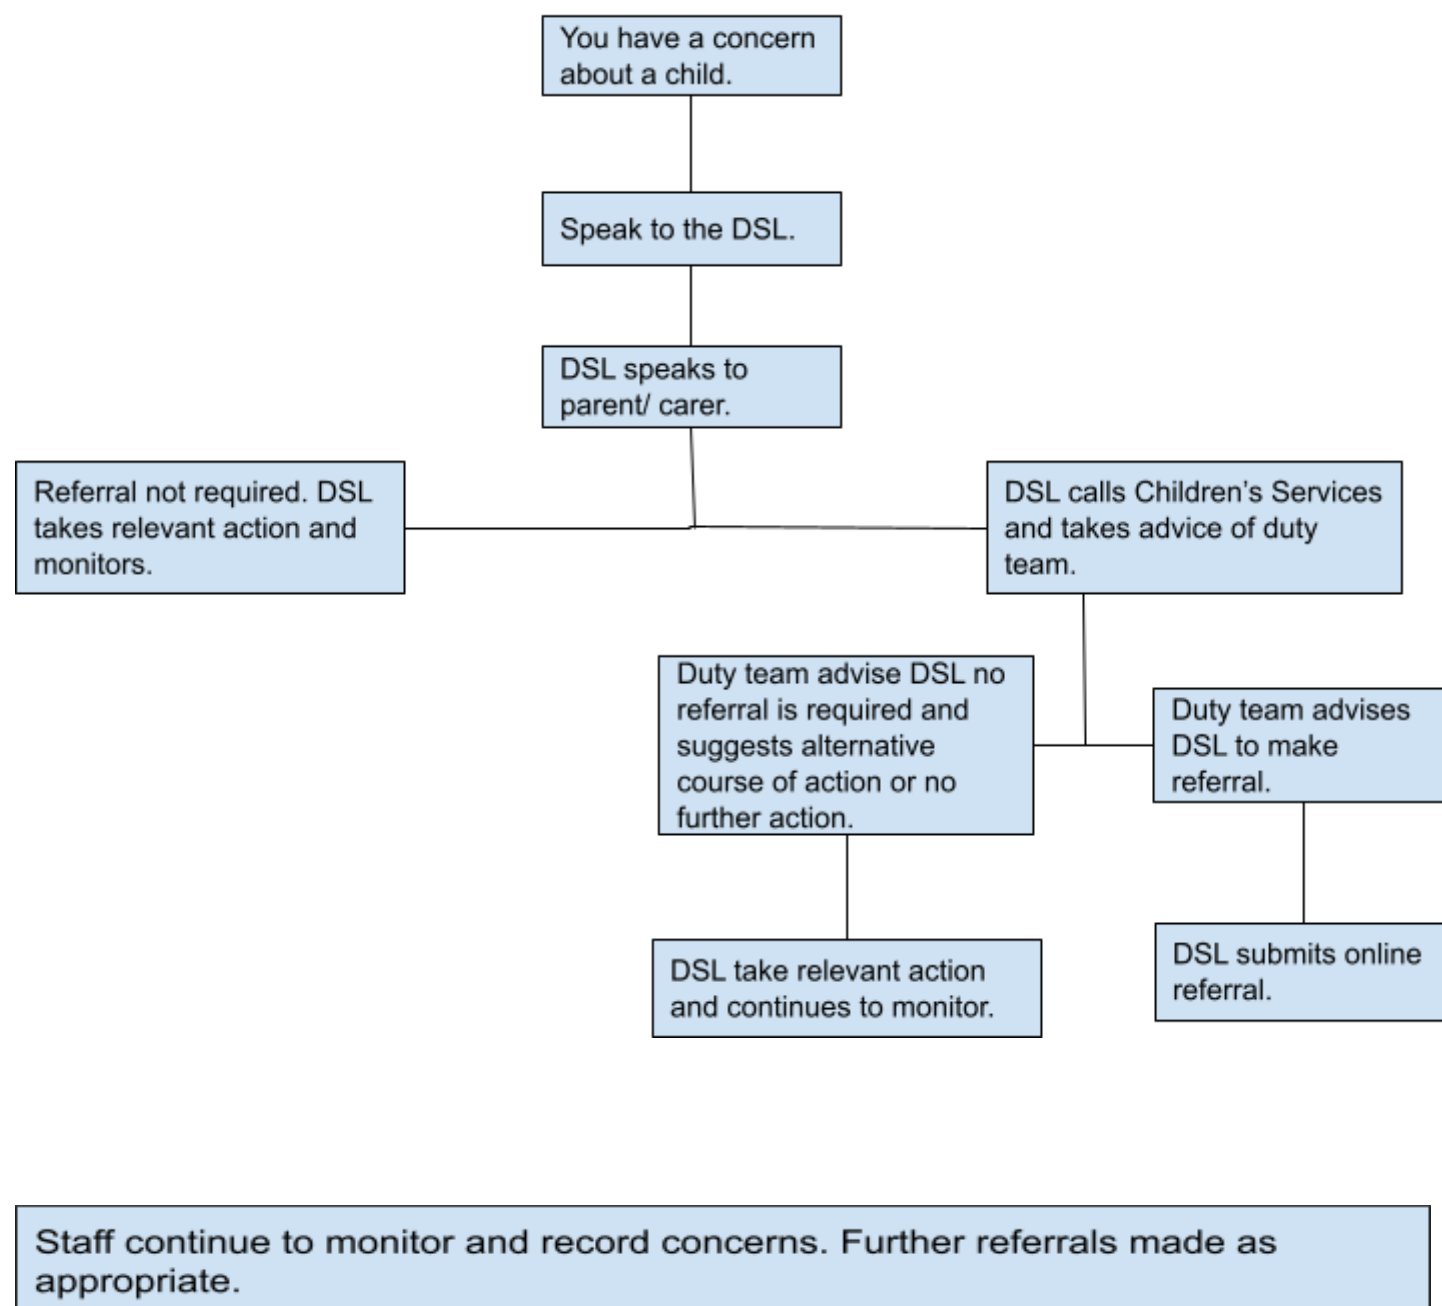 You have a concern
about a child.
Speak to the DSL.
DSL speaks to
parent/ carer.
Referral not required. DSL
takes relevant action and
monitors.
DSL calls Children’s Services
and takes advice of duty
team.
Duty team advise DSL no
referral is required and
suggests alternative
course of action or no
further action.
Duty team advises
DSL to make
referral.
DSL take relevant action
and continues to monitor.
DSL submits online
referral.
Staff continue to monitor and record concerns. Further referrals made as
appropriate.